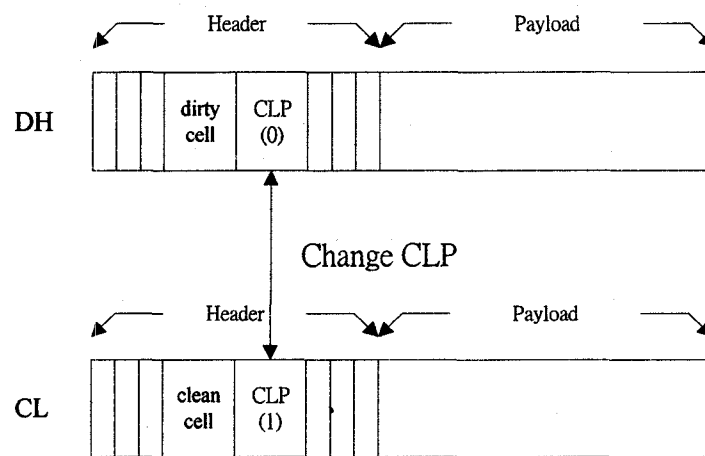 Header Payload
DH dirty cell CLP (0)
Change CLP
Header Payload
CL clean cell CLP (1)